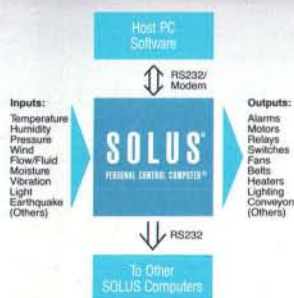 Host PC
Software
RS232/
Modem
Inputs:
Temperature
Humidity
Pressure
Wind
Flow/Fluid
Moisture
Vibration
Light
Earthquake
(Others)
SOLUS®
PERSONAL CONTROL COMPUTER™
Outputs:
Alarms
Motors
Relays
Switches
Fans
Belts
Heaters
Lighting
Conveyors
(Others)
RS232
To Other
SOLUS Computers